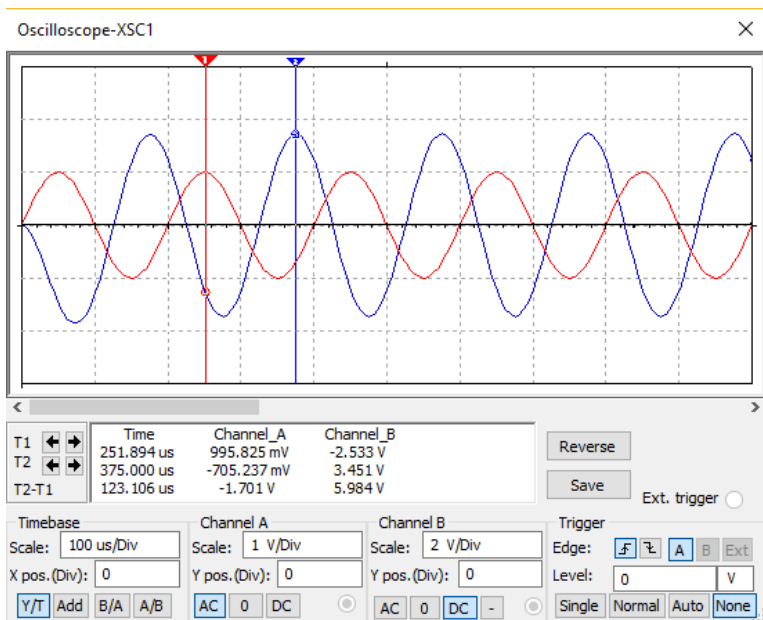 Oscilloscope-XSC1
1 2
T1
T2
T2-T1
Time Channel_A Channel_B
251.894 us 995.825 mV -2.533 V
375.000 us -705.237 mV 3.451 V
123.106 us -1.701 V 5.984 V
Reverse
Save
Ext. trigger
Timebase
Scale: 100 us/Div
X pos.(Div): 0
Y/T Add B/A A/B
Channel A
Scale: 1 V/Div
Y pos.(Div): 0
AC 0 DC
Channel B
Scale: 2 V/Div
Y pos.(Div): 0
AC 0 DC -
Trigger
Edge: A B Ext
Level: 0 V
Single Normal Auto None